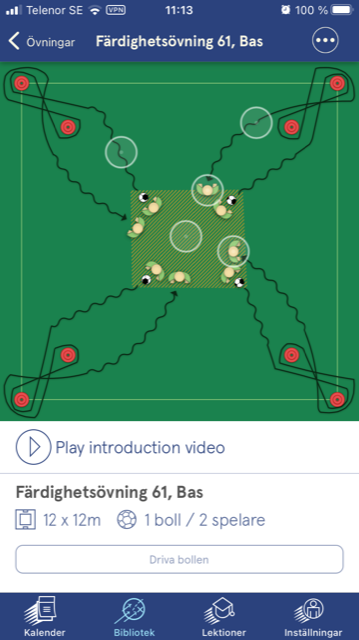 Telenor SE VPN 11:13 100 %
Övningar Färdighetsövning 61, Bas
Play introduction video
Färdighetsövning 61, Bas
12 x 12m 1 boll / 2 spelare
Driva bollen
Kalender Bibliotek Lektioner Inställningar